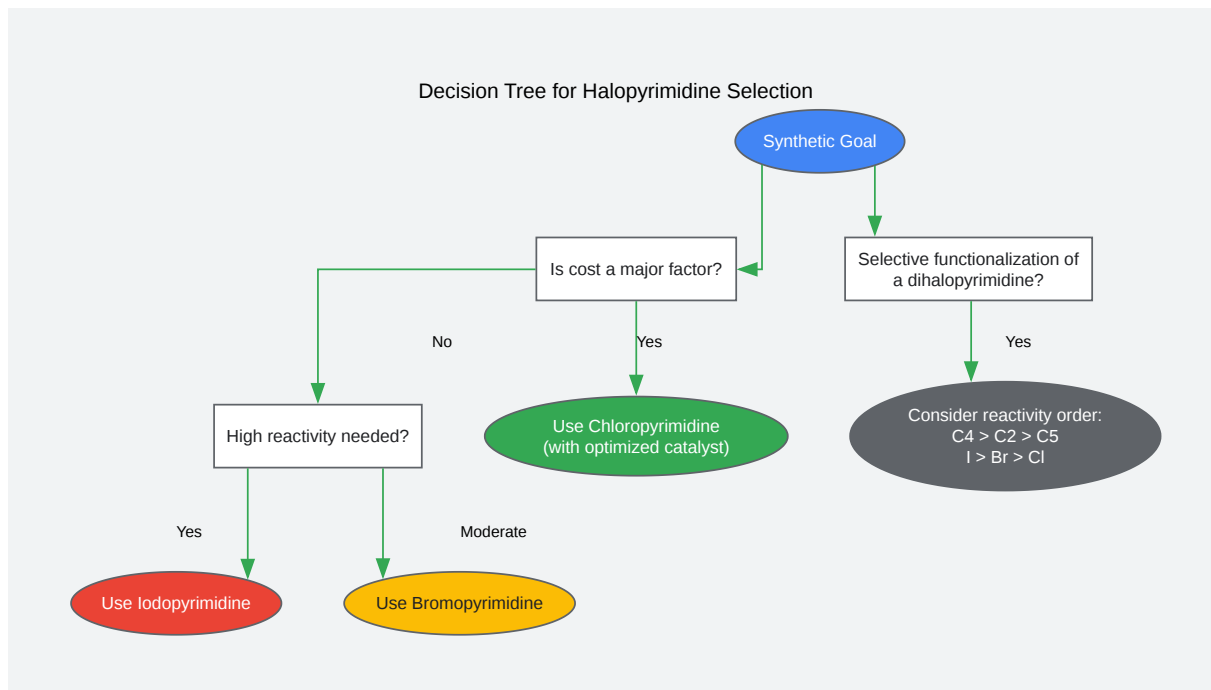 Decision Tree for Halopyrimidine Selection
Synthetic Goal
Is cost a major factor?
Selective functionalization of
a dihalopyrimidine?
No
Yes
Yes
High reactivity needed?
Use Chloropyrimidine
(with optimized catalyst)
Consider reactivity order:
C4 > C2 > C5
I > Br > Cl
Yes
Moderate
Use Iodopyrimidine
Use Bromopyrimidine